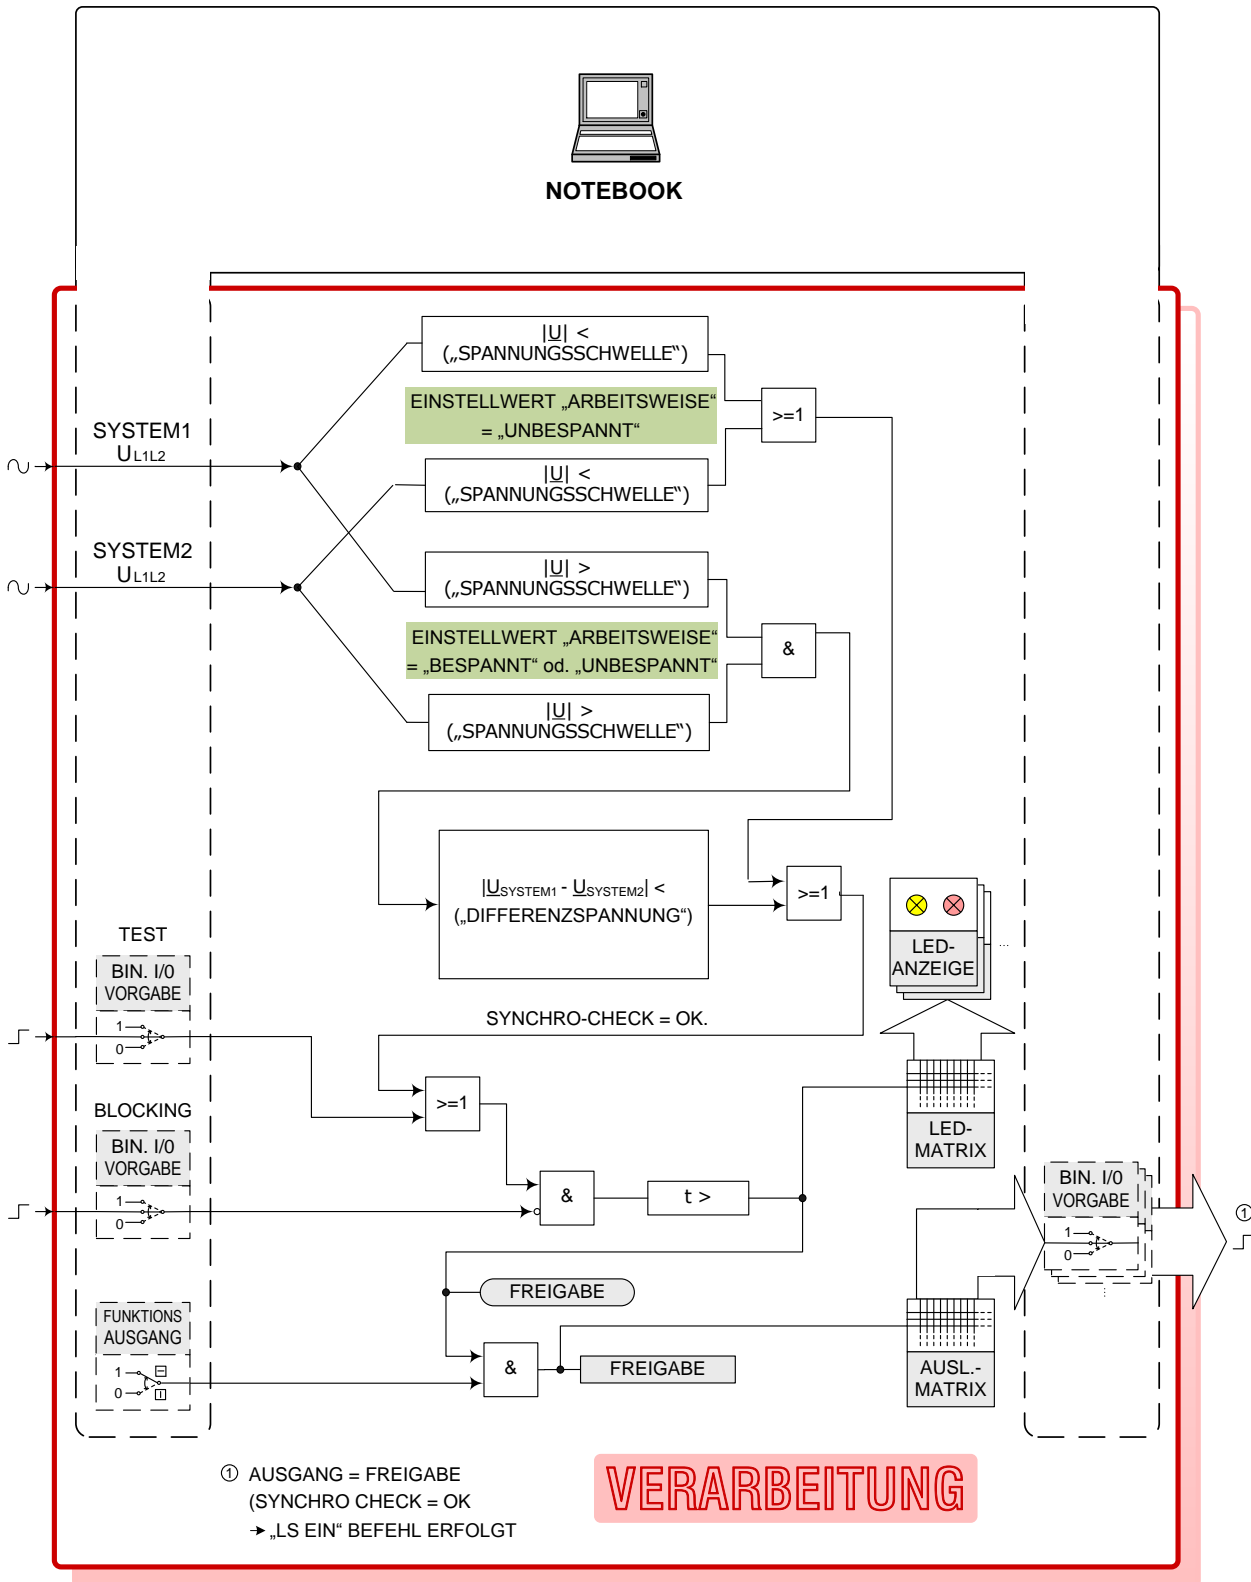 NOTEBOOK
|U| <
(„SPANNUNGSSCHWELLE“)
EINSTELLWERT „ARBEITSWEISE“
= „UNBESPANNT“
>=1
SYSTEM1
UL1L2
|U| <
(„SPANNUNGSSCHWELLE“)
SYSTEM2
UL1L2
|U| >
(„SPANNUNGSSCHWELLE“)
EINSTELLWERT „ARBEITSWEISE“
= „BESPANNT“ od. „UNBESPANNT“
&
|U| >
(„SPANNUNGSSCHWELLE“)
|USYSTEM1 - USYSTEM2| <
(„DIFFERENZSPANNUNG“)
>=1
LED-
ANZEIGE
...
TEST
BIN. I/0
VORGABE
1
0
SYNCHRO-CHECK = OK.
>=1
LED-
MATRIX
BLOCKING
BIN. I/0
VORGABE
1
0
&
t >
BIN. I/0
VORGABE
1
0
...
①
FREIGABE
FUNKTIONS
AUSGANG
1
0
&
FREIGABE
AUSL.-
MATRIX
① AUSGANG = FREIGABE
(SYNCHRO CHECK = OK
→ „LS EIN“ BEFEHL ERFOLGT
VERARBEITUNG